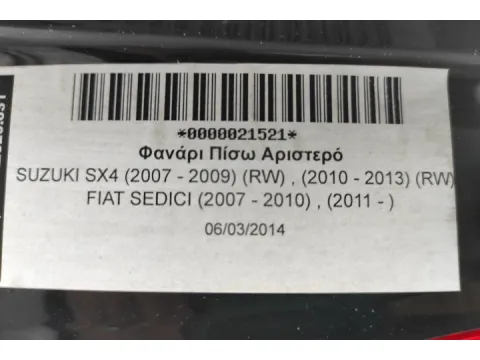 *0000021521*
Φανάρι Πίσω Αριστερό
SUZUKI SX4 (2007 - 2009) (RW) , (2010 - 2013) (RW)
FIAT SEDICI (2007 - 2010) , (2011 - )
06/03/2014